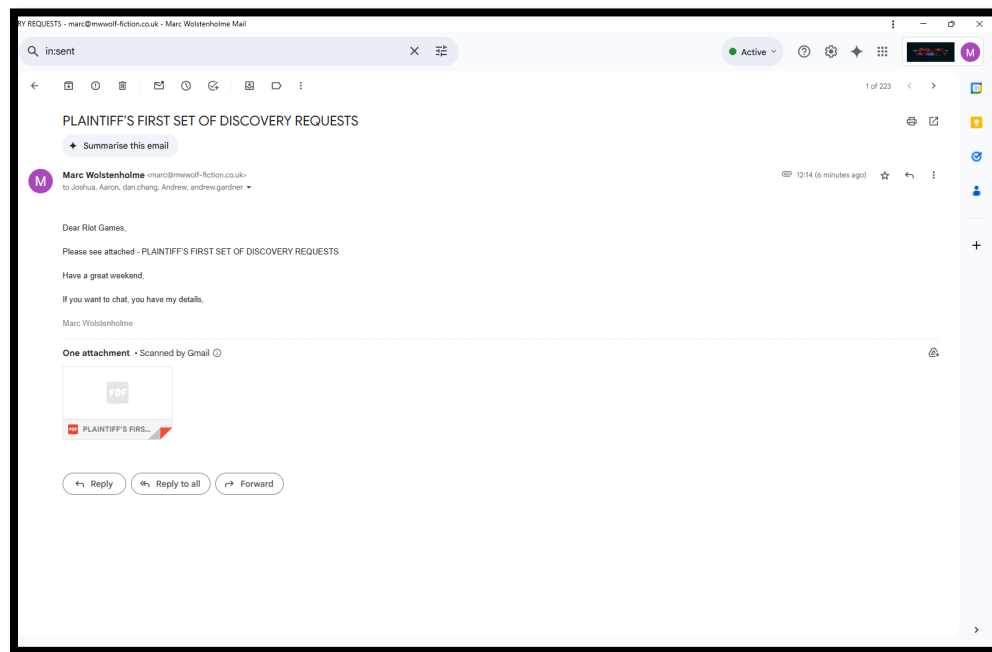 RY REQUESTS - marc@mwwolf-fiction.co.uk - Marc Wolstenholme Mail
in:sent
Active
M
1 of 223
PLAINTIFF'S FIRST SET OF DISCOVERY REQUESTS
Summarise this email
M
Marc Wolstenholme <marc@mwwolf-fiction.co.uk>
12:14 (6 minutes ago)
to Joshua, Aaron, dan.chang, Andrew, andrew.gardner
Dear Riot Games,
Please see attached - PLAINTIFF'S FIRST SET OF DISCOVERY REQUESTS
Have a great weekend,
If you want to chat, you have my details,
Marc Wolstenholme
One attachment • Scanned by Gmail
PDF
PDF PLAINTIFF'S FIRS...
Reply
Reply to all
Forward